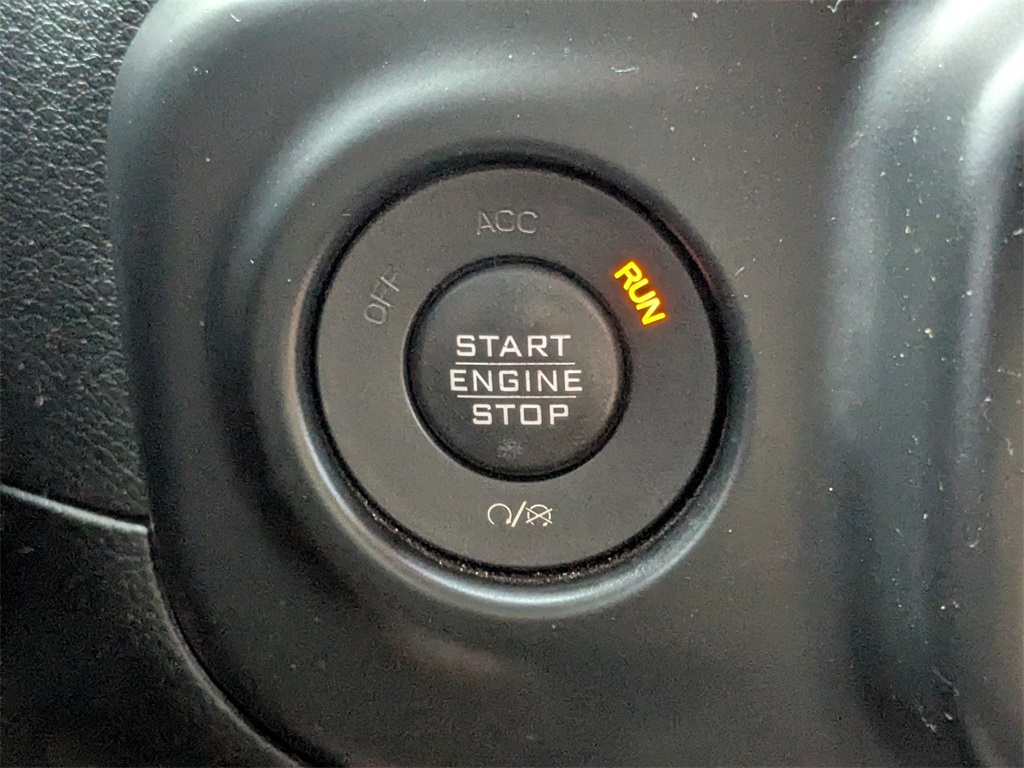 ACC
OFF
RUN
START
ENGINE
STOP